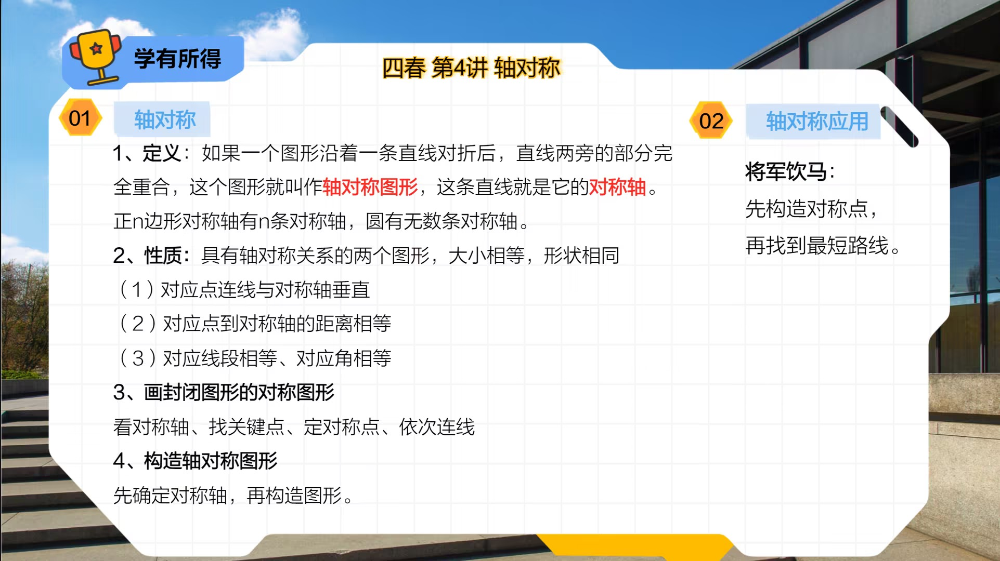 学有所得
四春 第4讲 轴对称
01
轴对称
1、定义：如果一个图形沿着一条直线对折后，直线两旁的部分完
全重合，这个图形就叫作轴对称图形，这条直线就是它的对称轴。
正n边形对称轴有n条对称轴，圆有无数条对称轴。
2、性质：具有轴对称关系的两个图形，大小相等，形状相同
（1）对应点连线与对称轴垂直
（2）对应点到对称轴的距离相等
（3）对应线段相等、对应角相等
3、画封闭图形的对称图形
看对称轴、找关键点、定对称点、依次连线
4、构造轴对称图形
先确定对称轴，再构造图形。
02
轴对称应用
将军饮马：
先构造对称点，
再找到最短路线。